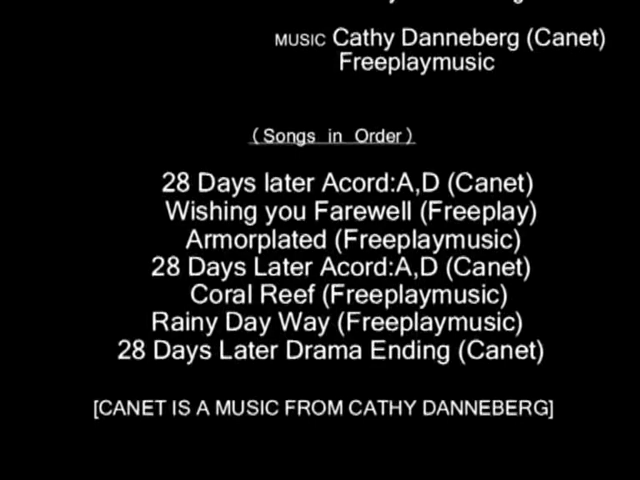 MUSIC Cathy Danneberg (Canet)
Freeplaymusic
(Songs in Order)
28 Days later Acord:A,D (Canet)
Wishing you Farewell (Freeplay)
Armorplated (Freeplaymusic)
28 Days Later Acord:A,D (Canet)
Coral Reef (Freeplaymusic)
Rainy Day Way (Freeplaymusic)
28 Days Later Drama Ending (Canet)
[CANET IS A MUSIC FROM CATHY DANNEBERG]